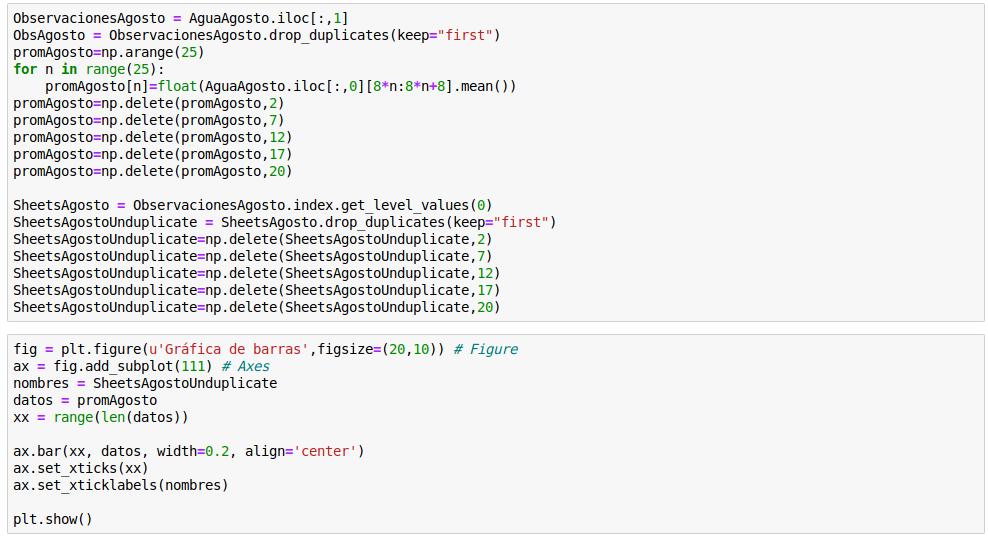 ObservacionesAgosto = AguaAgosto.iloc[:,1]
ObsAgosto = ObservacionesAgosto.drop_duplicates(keep="first")
promAgosto=np.arange(25)
for n in range(25):
    promAgosto[n]=float(AguaAgosto.iloc[:,0][8*n:8*n+8].mean())
promAgosto=np.delete(promAgosto,2)
promAgosto=np.delete(promAgosto,7)
promAgosto=np.delete(promAgosto,12)
promAgosto=np.delete(promAgosto,17)
promAgosto=np.delete(promAgosto,20)

SheetsAgosto = ObservacionesAgosto.index.get_level_values(0)
SheetsAgostoUnduplicate = SheetsAgosto.drop_duplicates(keep="first")
SheetsAgostoUnduplicate=np.delete(SheetsAgostoUnduplicate,2)
SheetsAgostoUnduplicate=np.delete(SheetsAgostoUnduplicate,7)
SheetsAgostoUnduplicate=np.delete(SheetsAgostoUnduplicate,12)
SheetsAgostoUnduplicate=np.delete(SheetsAgostoUnduplicate,17)
SheetsAgostoUnduplicate=np.delete(SheetsAgostoUnduplicate,20)

fig = plt.figure(u'Gráfica de barras',figsize=(20,10)) # Figure
ax = fig.add_subplot(111) # Axes
nombres = SheetsAgostoUnduplicate
datos = promAgosto
xx = range(len(datos))

ax.bar(xx, datos, width=0.2, align='center')
ax.set_xticks(xx)
ax.set_xticklabels(nombres)

plt.show()